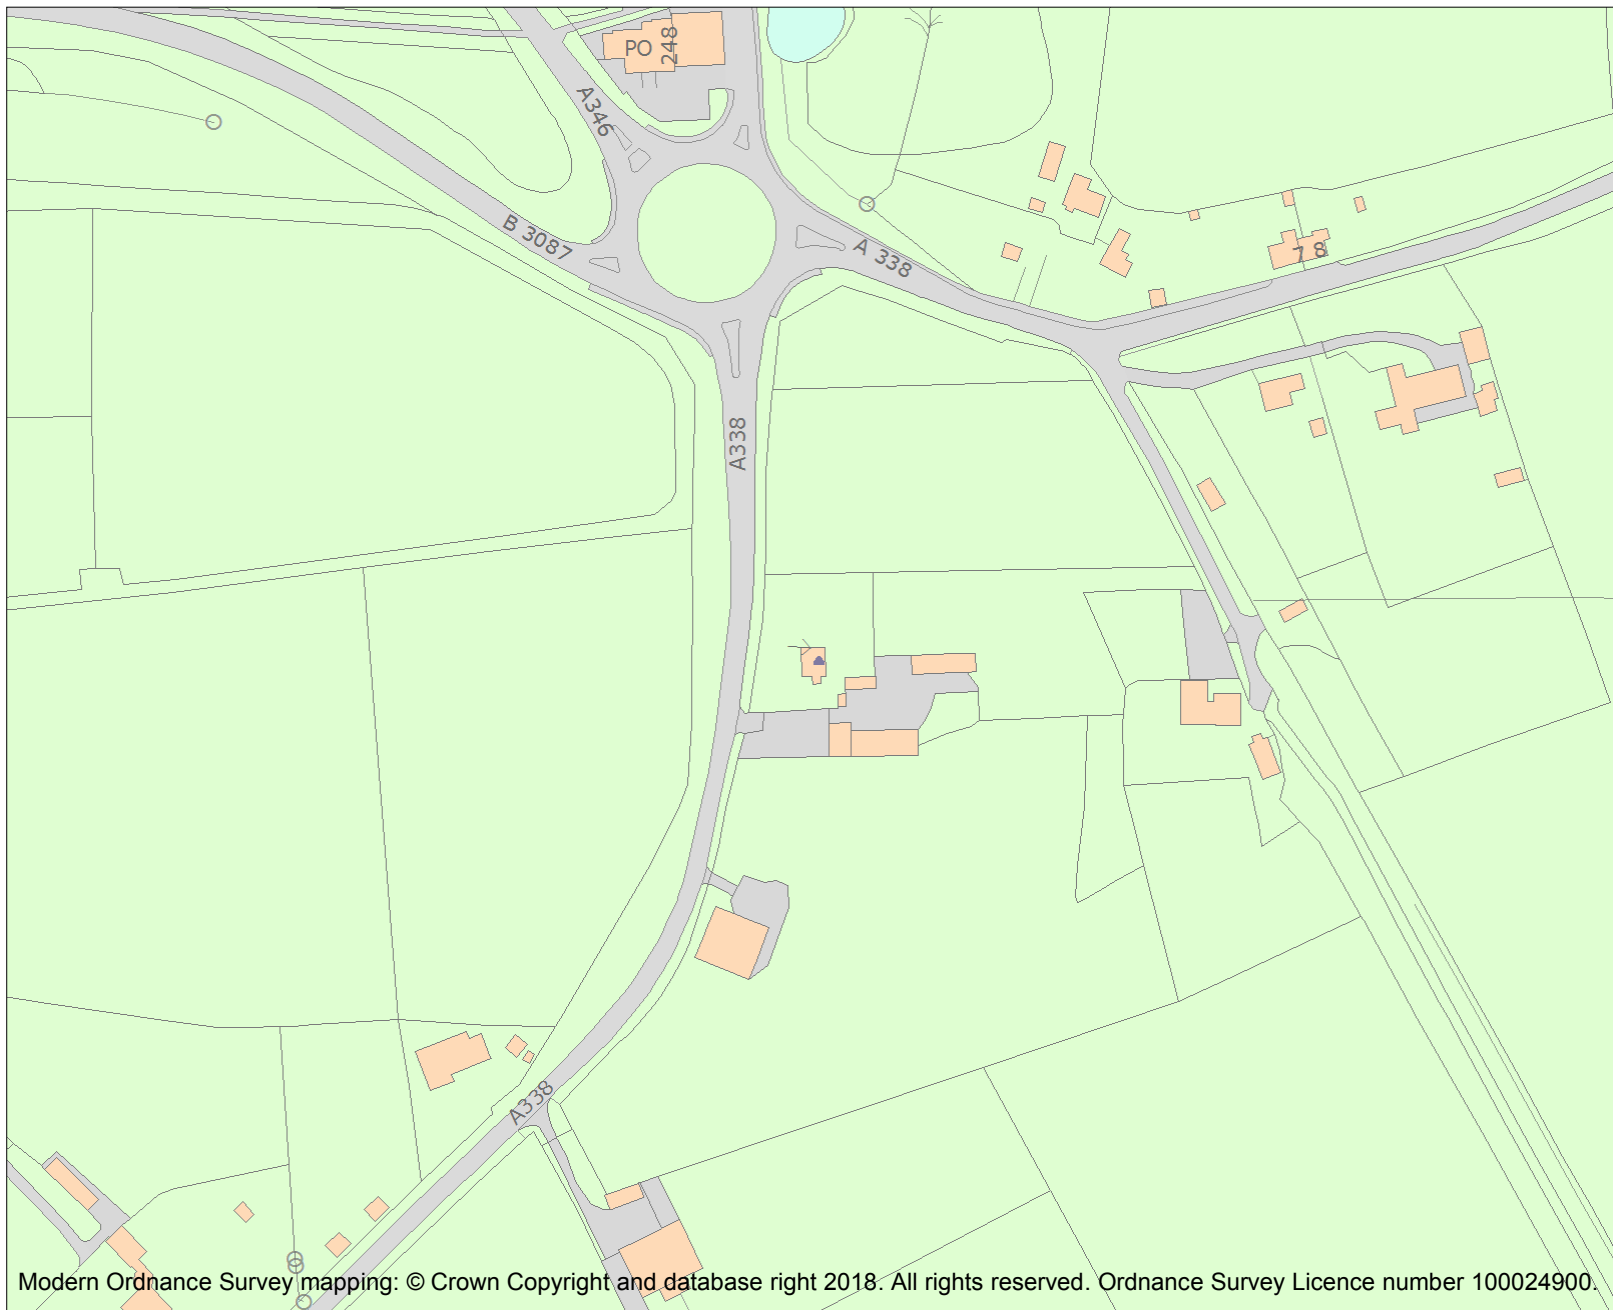 PO
248
A346
B 3087
A 338
7 8
A338
A338
Modern Ordnance Survey mapping: © Crown Copyright and database right 2018. All rights reserved. Ordnance Survey Licence number 100024900.